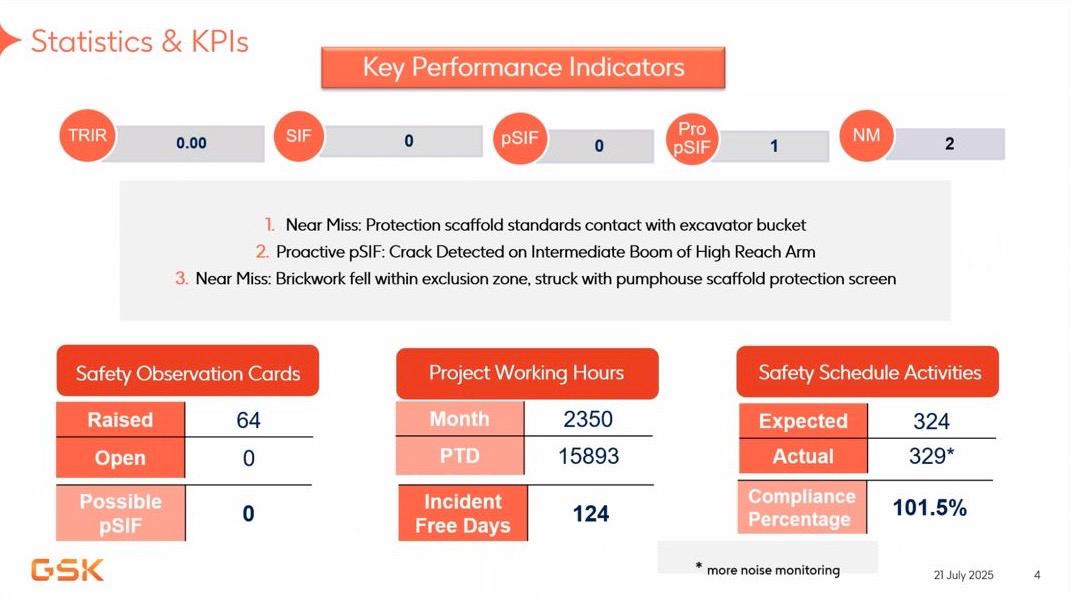 Statistics & KPIs
Key Performance Indicators
TRIR
0.00
SIF
0
pSIF
0
Pro
pSIF
1
NM
2
1. Near Miss: Protection scaffold standards contact with excavator bucket
2. Proactive pSIF: Crack Detected on Intermediate Boom of High Reach Arm
3. Near Miss: Brickwork fell within exclusion zone, struck with pumphouse scaffold protection screen
Safety Observation Cards
Raised 64
Open 0
Possible
pSIF
0
Project Working Hours
Month 2350
PTD 15893
Incident
Free Days
124
Safety Schedule Activities
Expected 324
Actual 329*
Compliance
Percentage
101.5%
* more noise monitoring
GSK
21 July 2025
4